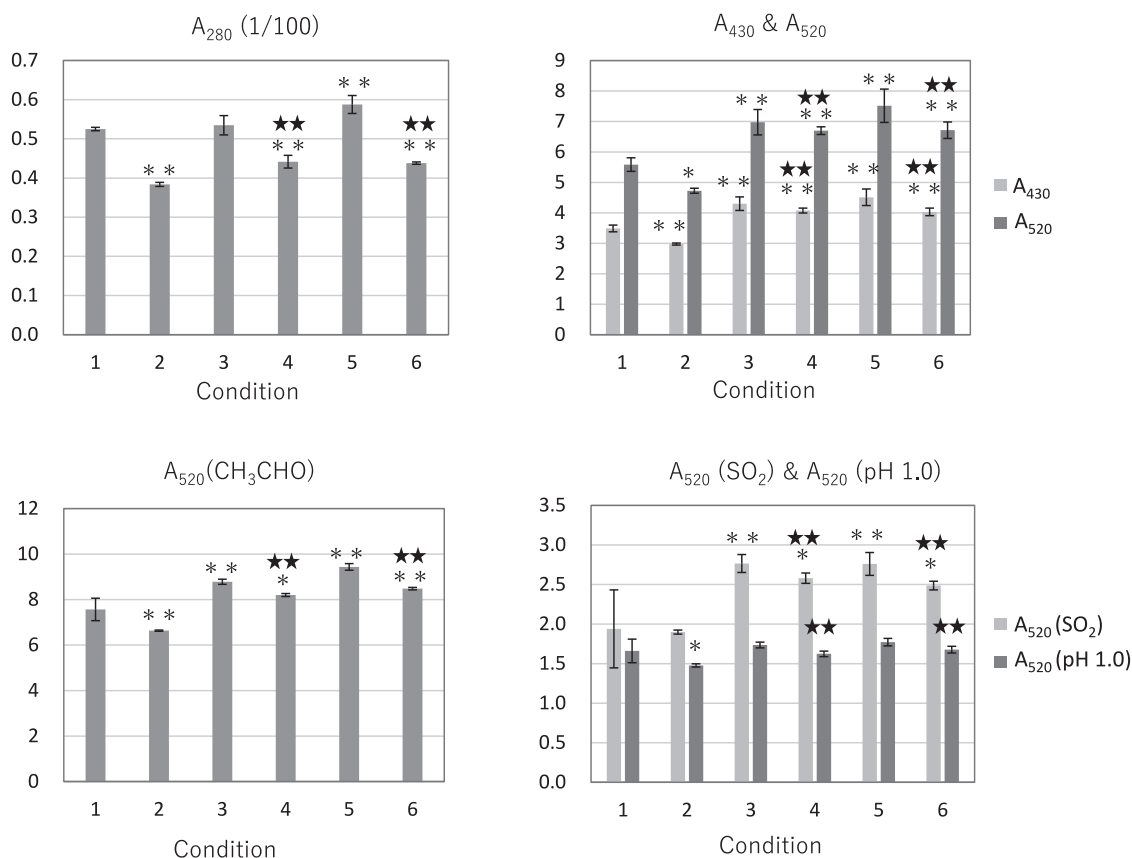 A₂₈₀ (1/100)
0.7
0.6
0.5
0.4
0.3
0.2
0.1
0.0
** ** ★★ ** ** ★★ **
1 2 3 4 5 6
Condition
A₄₃₀ & A₅₂₀
9
8
7
6
5
4
3
2
1
0
** * ** ** ★★ ** ★★ ** ** ** ★★ ** ★★ **
1 2 3 4 5 6
Condition
A₄₃₀
A₅₂₀
A₅₂₀(CH₃CHO)
12
10
8
6
4
2
0
** ** ★★ * ** ★★ **
1 2 3 4 5 6
Condition
A₅₂₀ (SO₂) & A₅₂₀ (pH 1.0)
3.0
2.5
2.0
1.5
1.0
0.5
0.0
* ** ★★ * ★★ ** ★★ * ★★
1 2 3 4 5 6
Condition
A₅₂₀ (SO₂)
A₅₂₀ (pH 1.0)